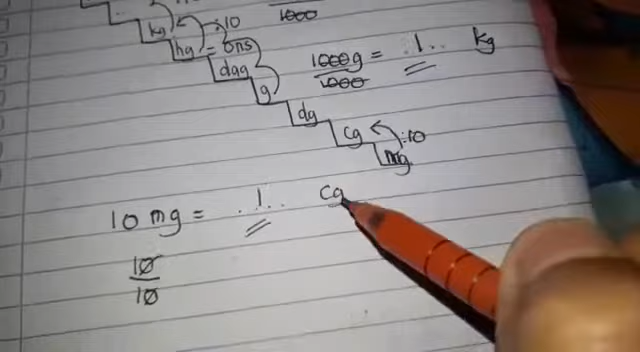 :10
1000
kg
hg = ons
dag
1000g = ..1.. kg
1000
g
dg
cg :10
mg
10 mg = ..1.. cg
10
10